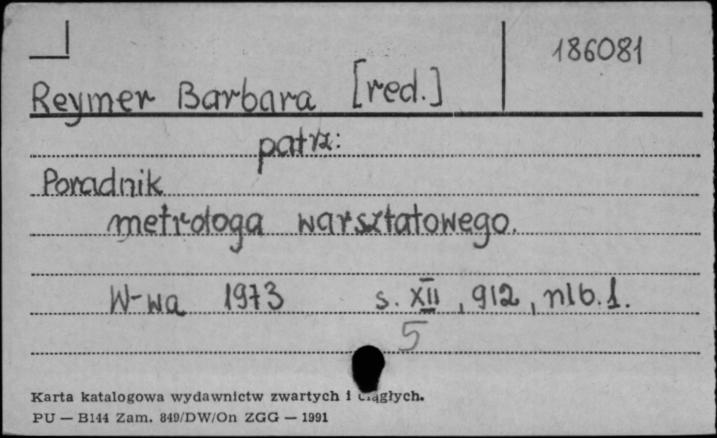 186081
Reymer Barbara [red.]
patrz:
Poradnik
metrologa warsztatowego.
W-wa 1973 s. XII, 912, nlb. 1.
5
Karta katalogowa wydawnictw zwartych i ciągłych.
PU — B144 Zam. 849/DW/On ZGG — 1991